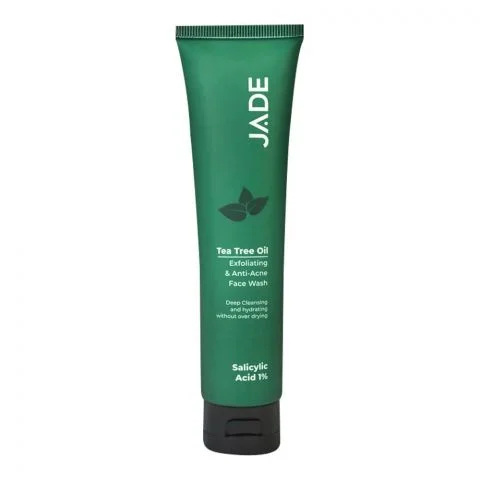 JADE
Tea Tree Oil
Exfoliating
& Anti-Acne
Face Wash
Deep Cleansing
and hydrating
without over drying
Salicylic
Acid 1%